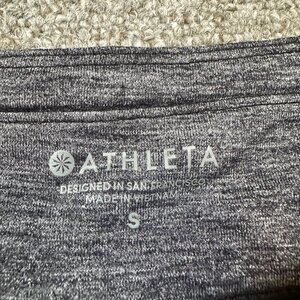 ATHLETA
DESIGNED IN SAN FRANCISCO
MADE IN VIETNAM
S